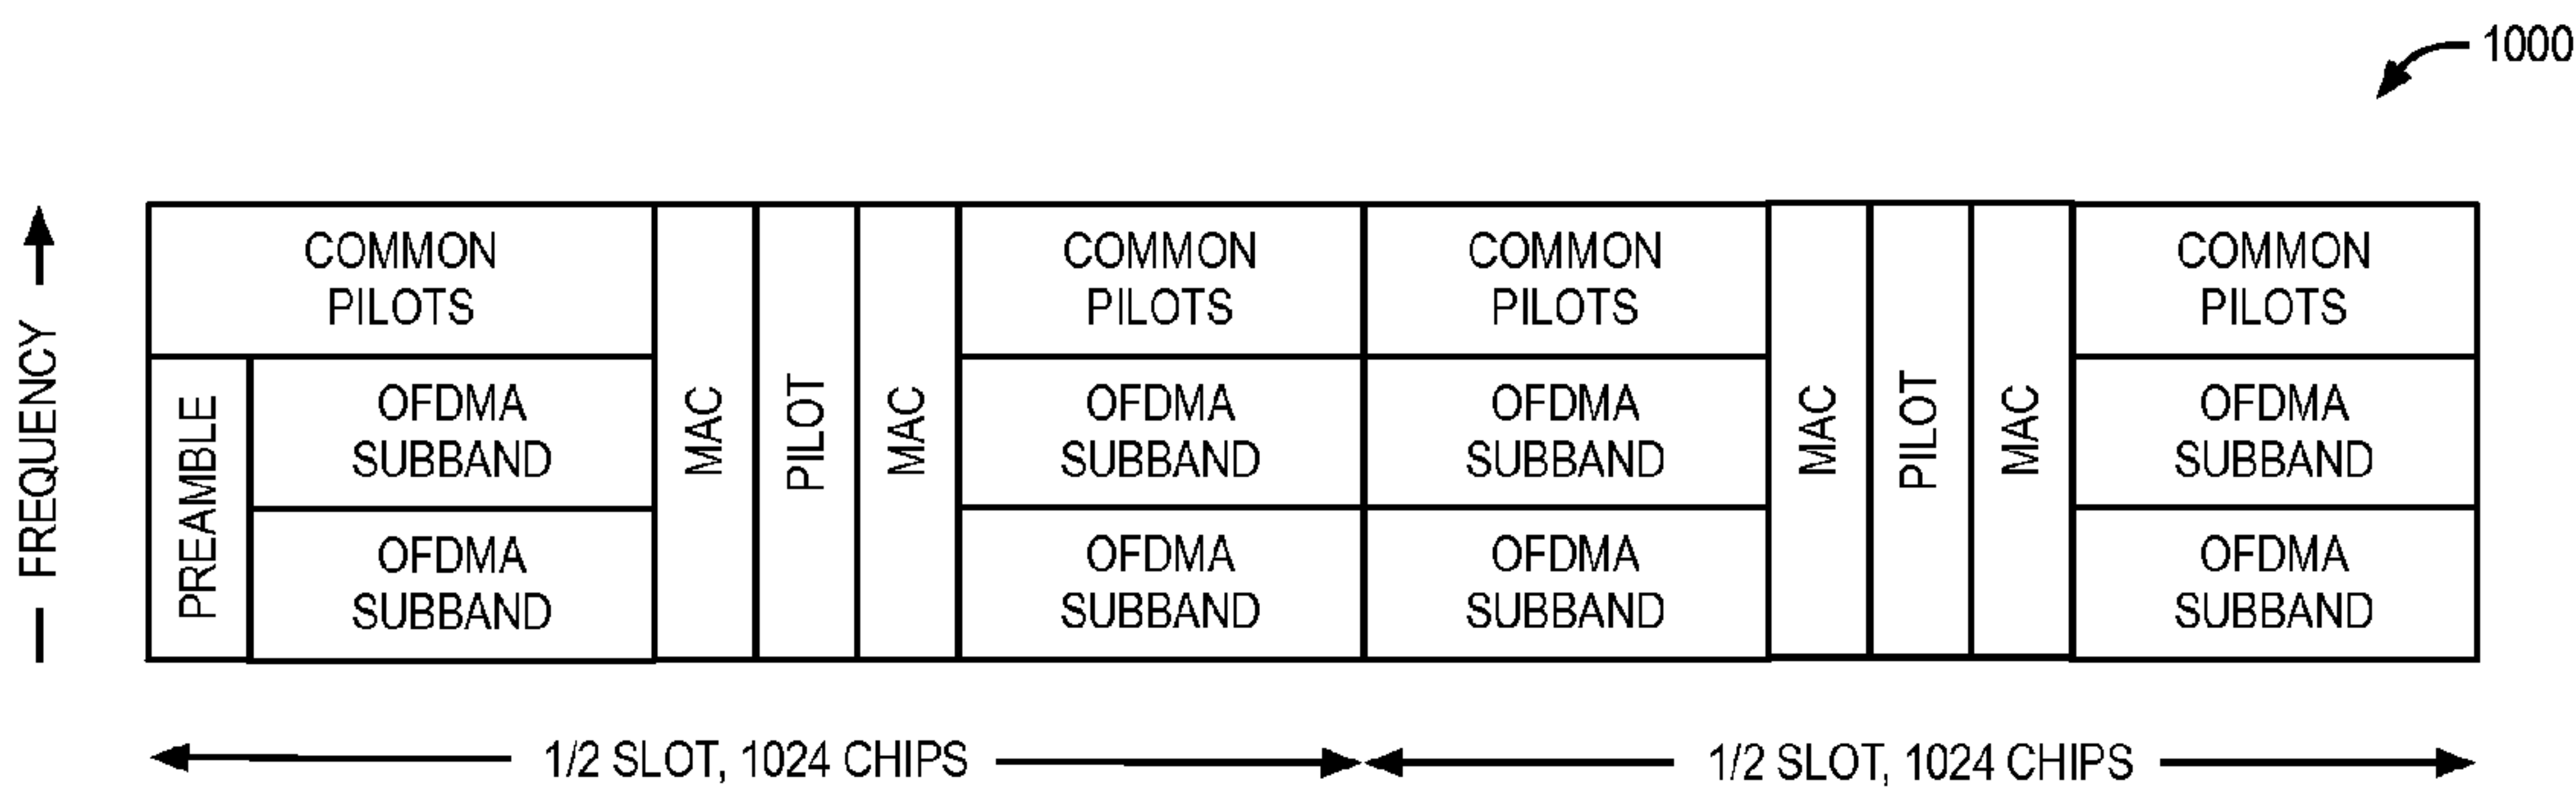 1000
COMMON
PILOTS
COMMON
PILOTS
COMMON
PILOTS
COMMON
PILOTS
FREQUENCY
PREAMBLE
OFDMA
SUBBAND
MAC
PILOT
MAC
OFDMA
SUBBAND
OFDMA
SUBBAND
MAC
PILOT
MAC
OFDMA
SUBBAND
OFDMA
SUBBAND
OFDMA
SUBBAND
OFDMA
SUBBAND
OFDMA
SUBBAND
1/2 SLOT, 1024 CHIPS
1/2 SLOT, 1024 CHIPS